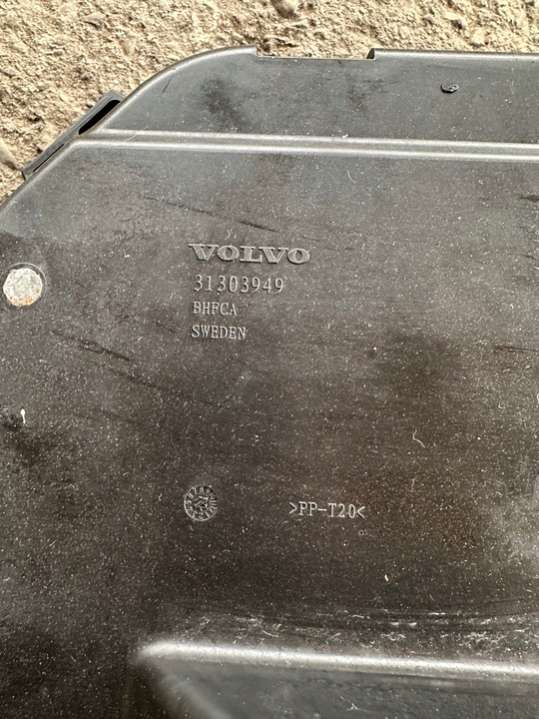 VOLVO
31303949
BHFCA
SWEDEN
>PP-T20<